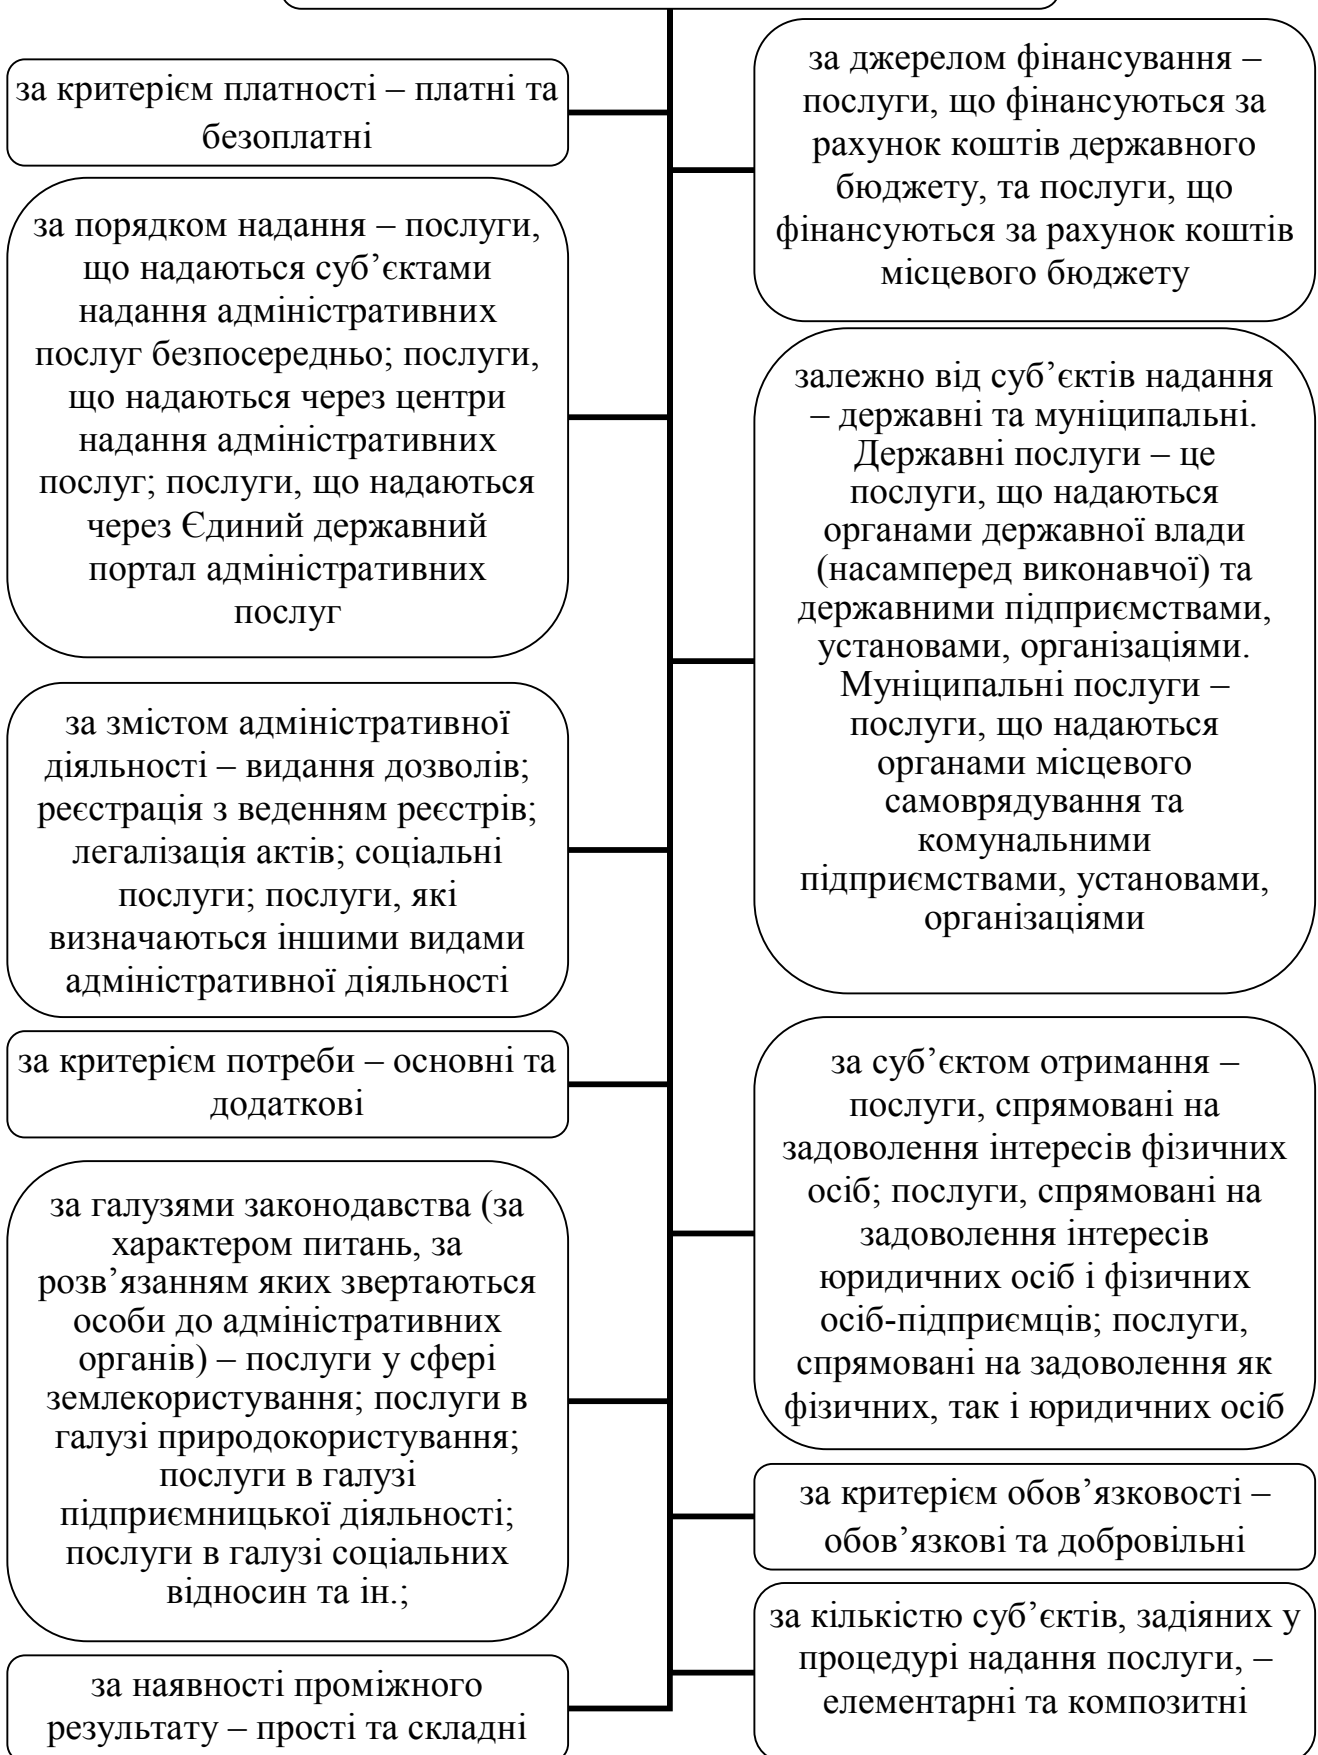 за критерієм платності – платні та
безоплатні
за порядком надання – послуги,
що надаються суб’єктами
надання адміністративних
послуг безпосередньо; послуги,
що надаються через центри
надання адміністративних
послуг; послуги, що надаються
через Єдиний державний
портал адміністративних
послуг
за змістом адміністративної
діяльності – видання дозволів;
реєстрація з веденням реєстрів;
легалізація актів; соціальні
послуги; послуги, які
визначаються іншими видами
адміністративної діяльності
за критерієм потреби – основні та
додаткові
за галузями законодавства (за
характером питань, за
розв’язанням яких звертаються
особи до адміністративних
органів) – послуги у сфері
землекористування; послуги в
галузі природокористування;
послуги в галузі
підприємницької діяльності;
послуги в галузі соціальних
відносин та ін.;
за наявності проміжного
результату – прості та складні
за джерелом фінансування –
послуги, що фінансуються за
рахунок коштів державного
бюджету, та послуги, що
фінансуються за рахунок коштів
місцевого бюджету
залежно від суб’єктів надання
– державні та муніципальні.
Державні послуги – це
послуги, що надаються
органами державної влади
(насамперед виконавчої) та
державними підприємствами,
установами, організаціями.
Муніципальні послуги –
послуги, що надаються
органами місцевого
самоврядування та
комунальними
підприємствами, установами,
організаціями
за суб’єктом отримання –
послуги, спрямовані на
задоволення інтересів фізичних
осіб; послуги, спрямовані на
задоволення інтересів
юридичних осіб і фізичних
осіб-підприємців; послуги,
спрямовані на задоволення як
фізичних, так і юридичних осіб
за критерієм обов’язковості –
обов’язкові та добровільні
за кількістю суб’єктів, задіяних у
процедурі надання послуги, –
елементарні та композитні